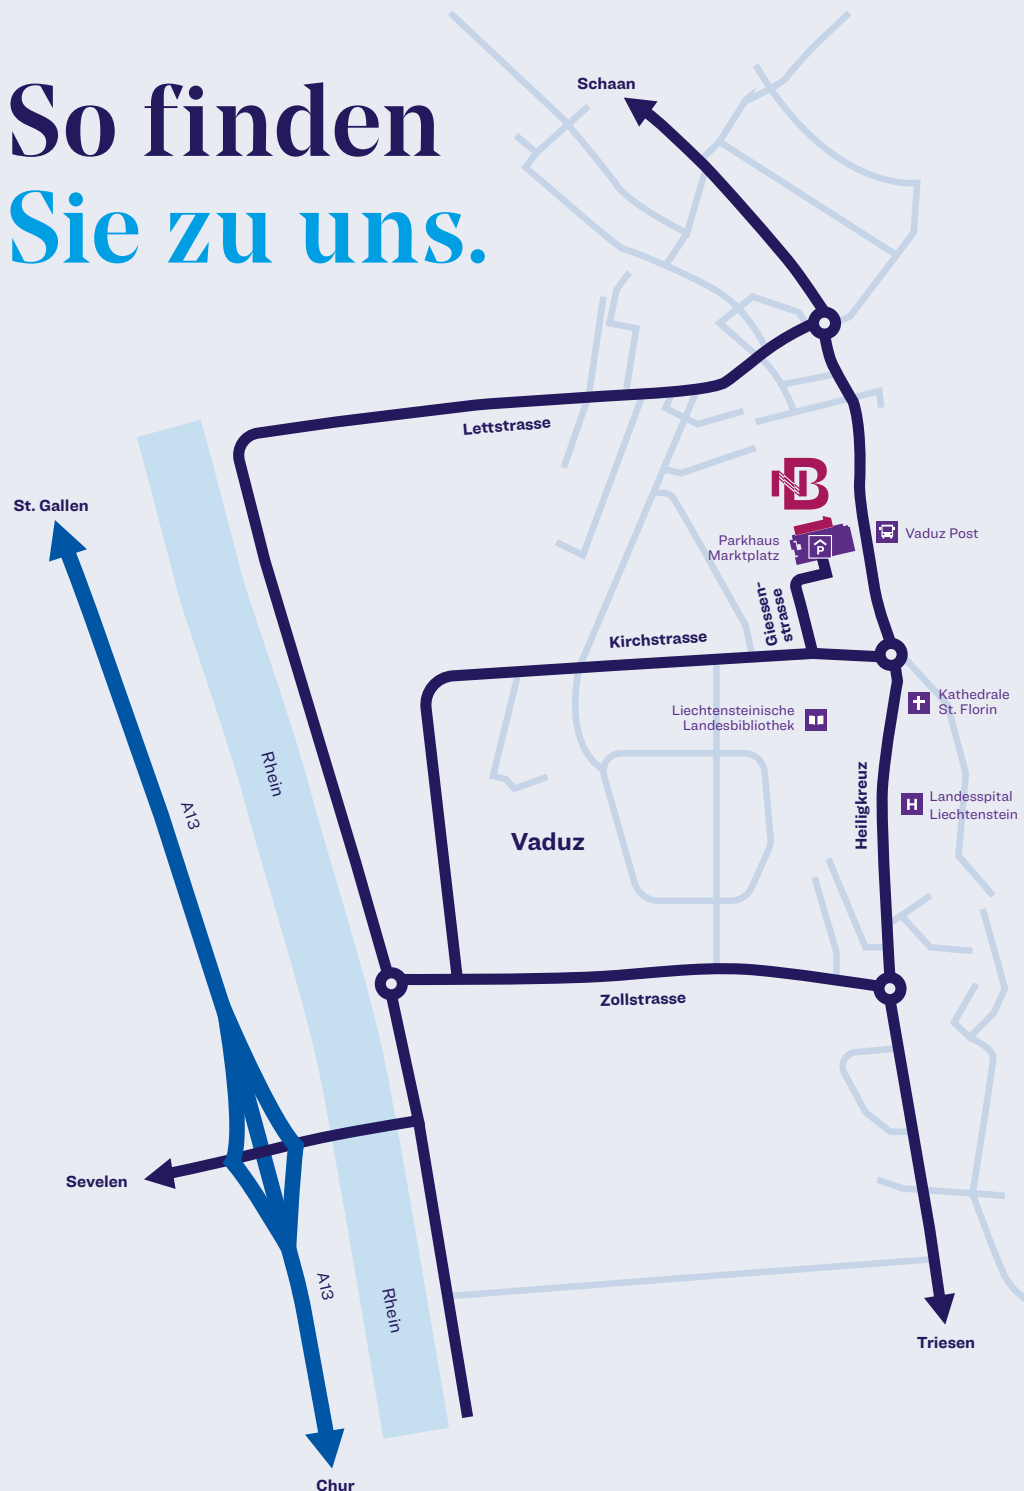 So finden
Sie zu uns.
Schaan
Lettstrasse
St. Gallen
NB
Parkhaus
Marktplatz
P
Vaduz Post
Giessen-
strasse
Kirchstrasse
Kathedrale
St. Florin
Liechtensteinische
Landesbibliothek
Rhein
A13
Heiligkreuz
H
Landesspital
Liechtenstein
Vaduz
Zollstrasse
Sevelen
A13
Rhein
Triesen
Chur